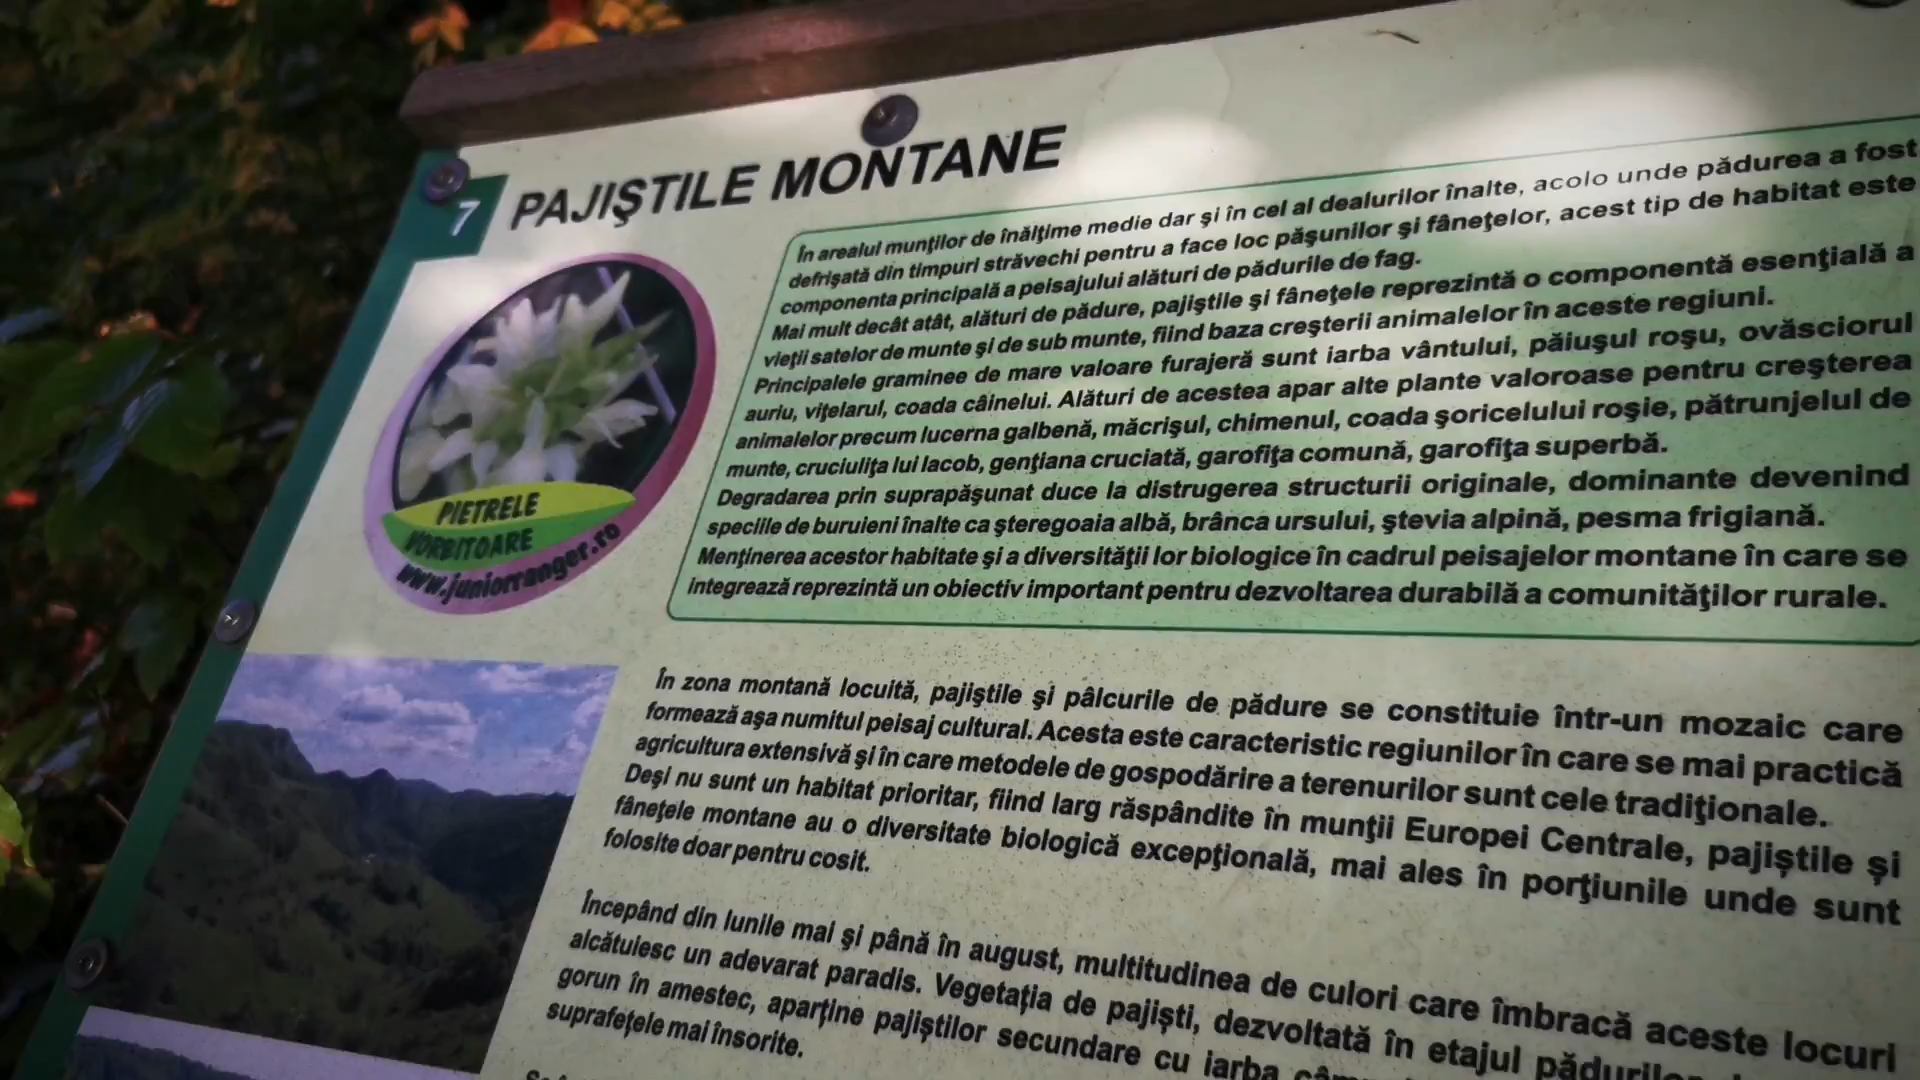 7
PAJIŞTILE MONTANE
În arealul munţilor de înălţime medie dar şi în cel al dealurilor înalte, acolo unde pădurea a fost
defrişată din timpuri străvechi pentru a face loc păşunilor şi fâneţelor, acest tip de habitat este
componenta principală a peisajului alături de pădurile de fag.
Mai mult decât atât, alături de pădure, pajiştile şi fâneţele reprezintă o componentă esenţială a
vieţii satelor de munte şi de sub munte, fiind baza creşterii animalelor în aceste regiuni.
Principalele graminee de mare valoare furajeră sunt iarba vântului, păiuşul roşu, ovăsciorul
auriu, viţelarul, coada câinelui. Alături de acestea apar alte plante valoroase pentru creşterea
animalelor precum lucerna galbenă, măcrişul, chimenul, coada şoricelului roşie, pătrunjelul de
munte, cruciuliţa lui Iacob, genţiana cruciată, garofiţa comună, garofiţa superbă.
Degradarea prin suprapăşunat duce la distrugerea structurii originale, dominante devenind
speciile de buruieni înalte ca şteregoaia albă, brânca ursului, ştevia alpină, pesma frigiană.
Menţinerea acestor habitate şi a diversităţii lor biologice în cadrul peisajelor montane în care se
integrează reprezintă un obiectiv important pentru dezvoltarea durabilă a comunităţilor rurale.
PIETRELE
VORBITOARE
www.juniorranger.ro
În zona montană locuită, pajiştile şi pâlcurile de pădure se constituie într-un mozaic care
formează aşa numitul peisaj cultural. Acesta este caracteristic regiunilor în care se mai practică
agricultura extensivă şi în care metodele de gospodărire a terenurilor sunt cele tradiţionale.
Deşi nu sunt un habitat prioritar, fiind larg răspândite în munţii Europei Centrale, pajiștile și
fâneţele montane au o diversitate biologică excepţională, mai ales în porţiunile unde sunt
folosite doar pentru cosit.
Începând din lunile mai şi până în august, multitudinea de culori care îmbracă aceste locuri
alcătuiesc un adevarat paradis. Vegetația de pajiști, dezvoltată în etajul pădurilor
gorun în amestec, aparține pajiștilor secundare cu iarba
suprafețele mai însorite.